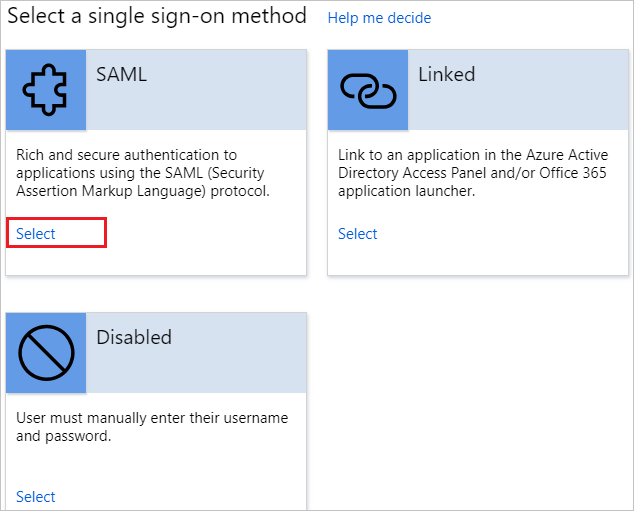 Select a single sign-on method
Help me decide
SAML
Rich and secure authentication to
applications using the SAML (Security
Assertion Markup Language) protocol.
Select
Linked
Link to an application in the Azure Active
Directory Access Panel and/or Office 365
application launcher.
Select
Disabled
User must manually enter their username
and password.
Select